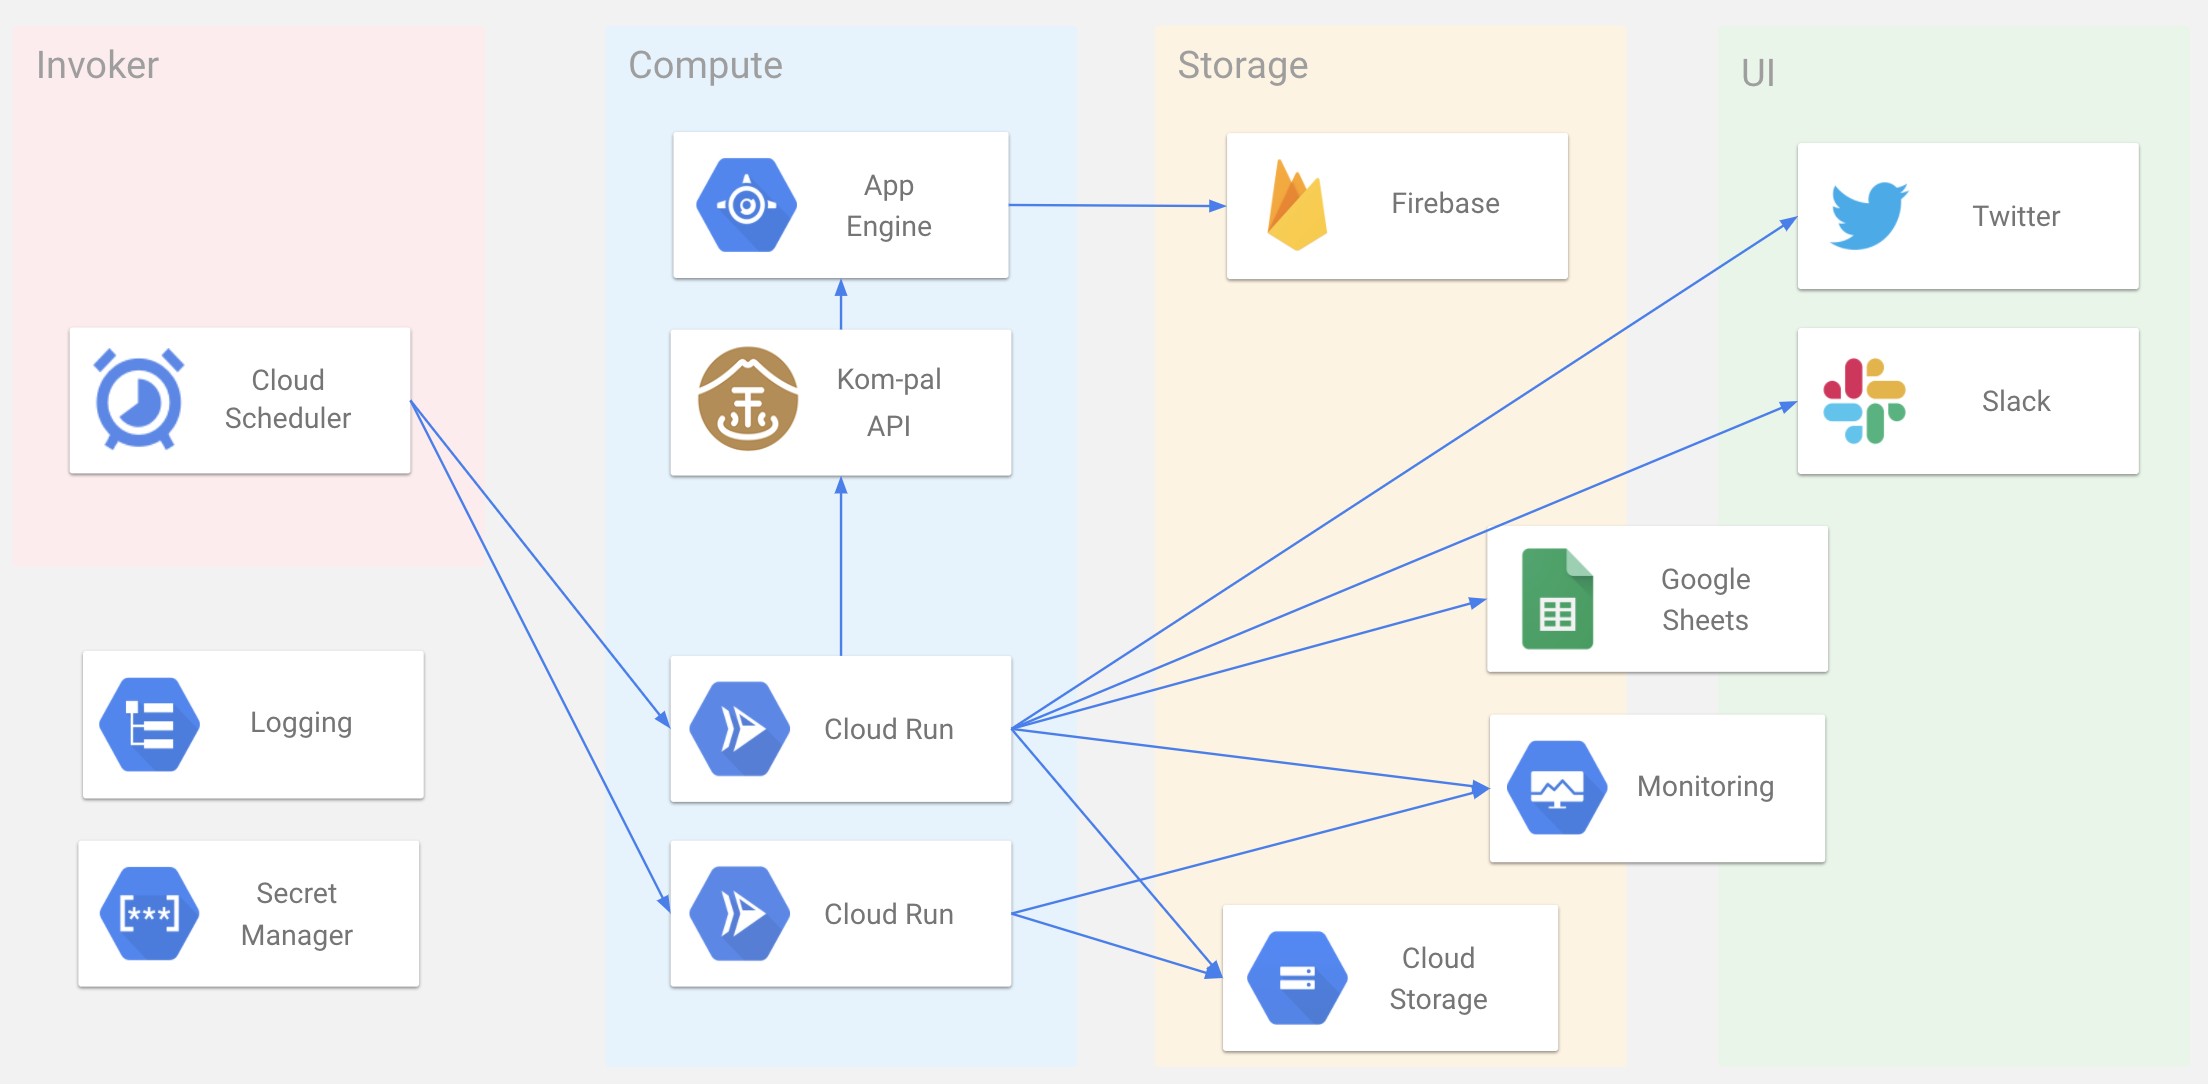 Invoker
Cloud
Scheduler
Logging
[***]
Secret
Manager
Compute
App
Engine
Kom-pal
API
Cloud Run
Cloud Run
Storage
Firebase
Google
Sheets
Monitoring
Cloud
Storage
UI
Twitter
Slack